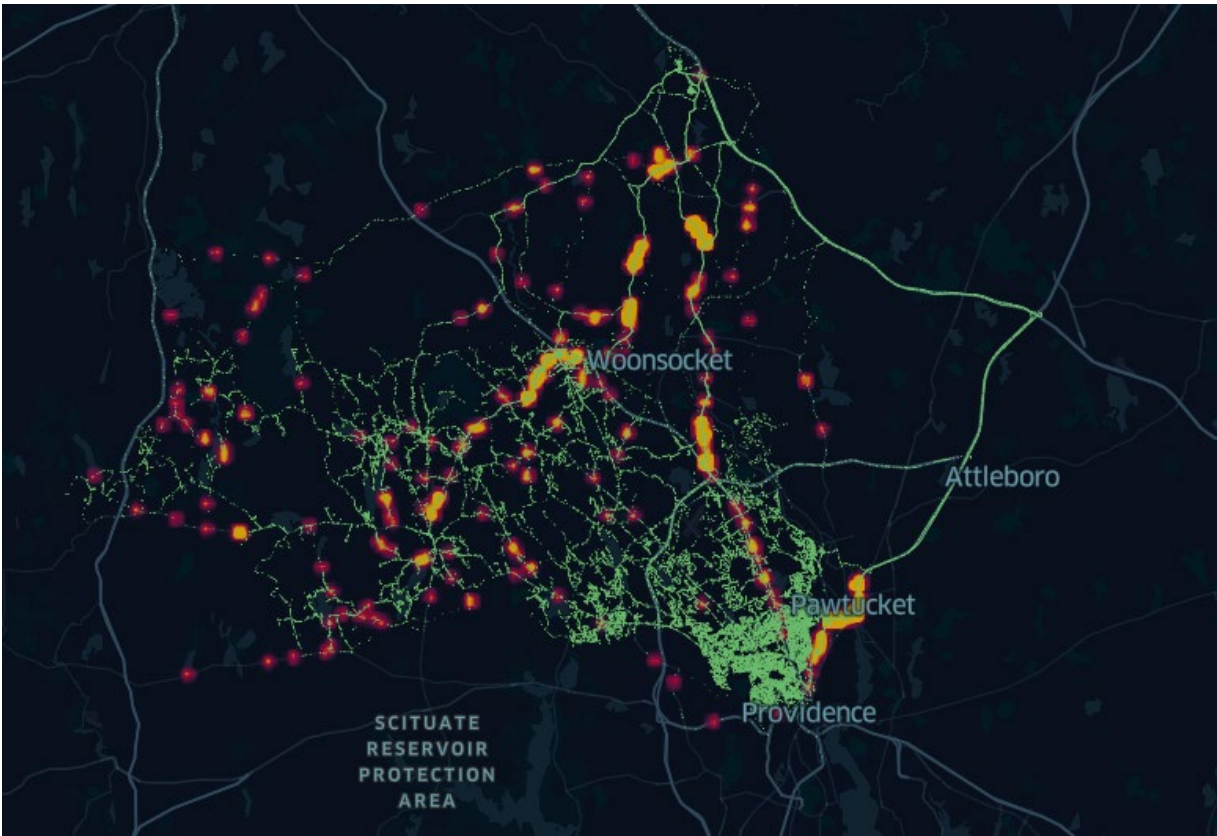 Woonsocket
Attleboro
Pawtucket
Providence
SCITUATE
RESERVOIR
PROTECTION
AREA